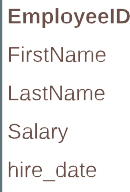 EmployeeID
FirstName
LastName
Salary
hire_date